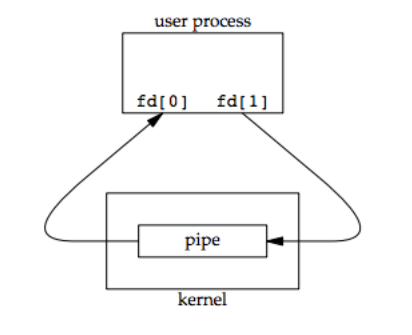 user process
fd[0] fd[1]
pipe
kernel